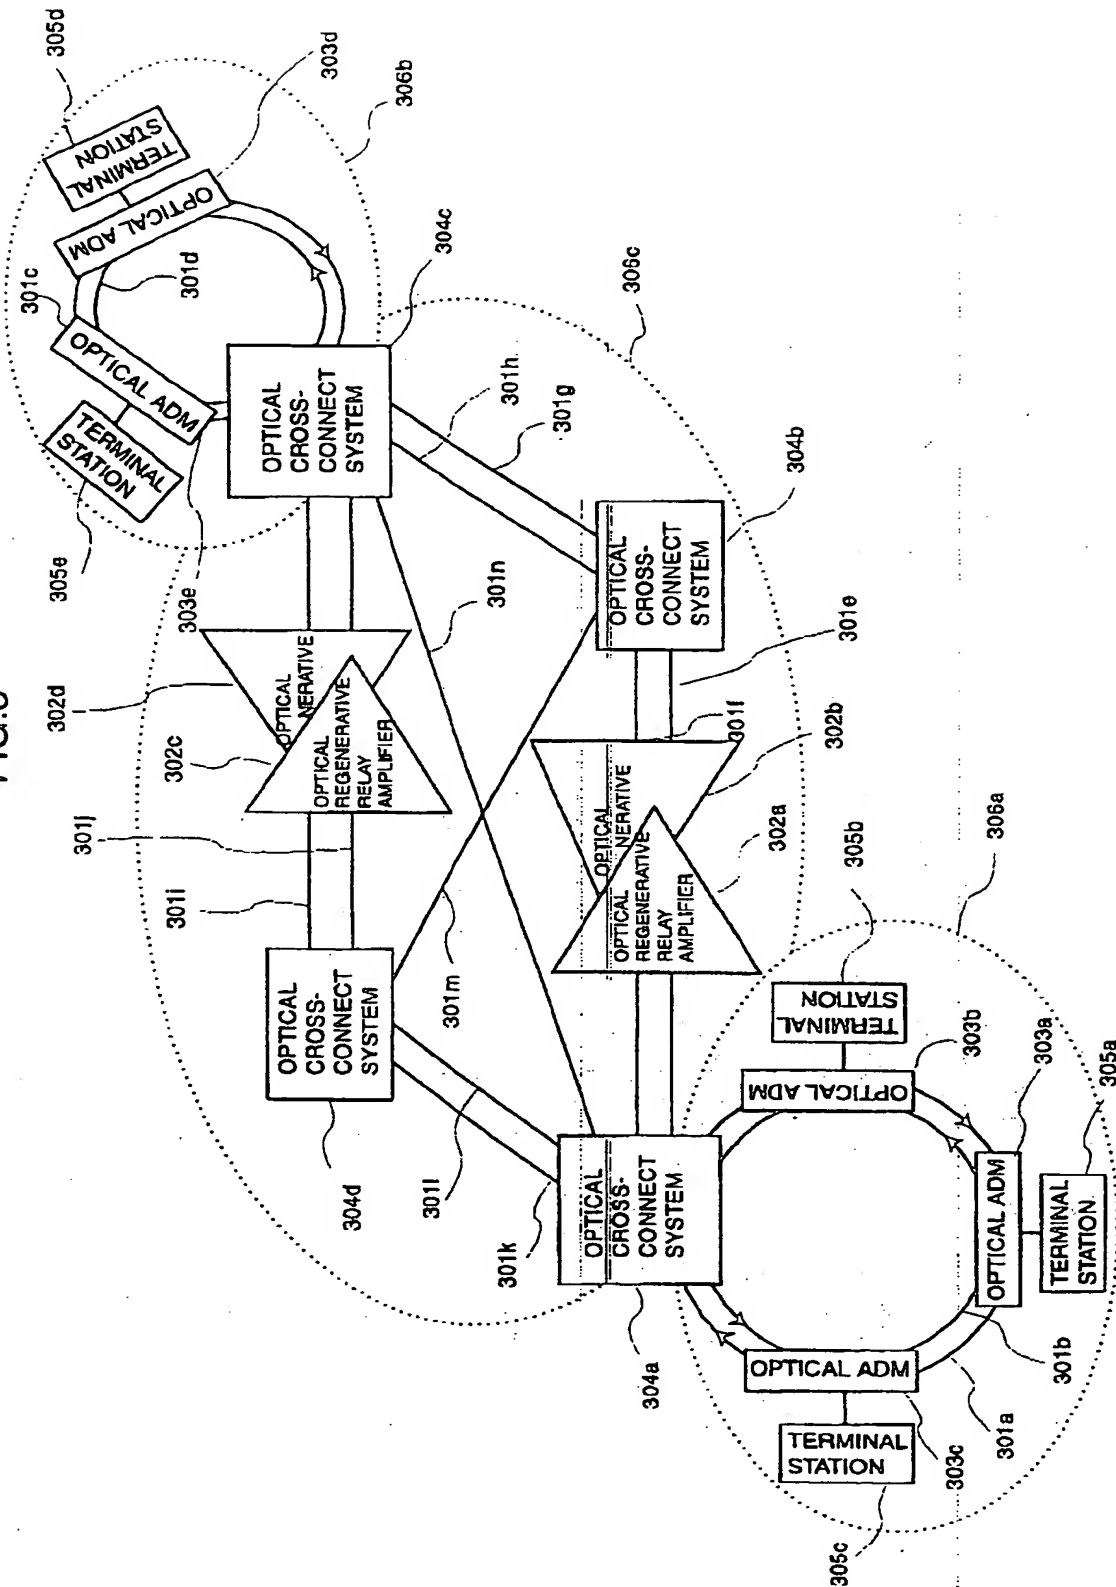 305d
303d
306b
TERMINAL
STATION
OPTICAL ADM
301c
301d
304c
OPTICAL ADM
TERMINAL
STATION
305e
303e
OPTICAL
CROSS-
CONNECT
SYSTEM
306c
301h
301g
304b
302d
302c
OPTICAL
NERATIVE
OPTICAL
REGENERATIVE
RELAY
AMPLIFIER
301n
OPTICAL
CROSS-
CONNECT
SYSTEM
301e
301f
302b
301j
301i
OPTICAL
NERATIVE
OPTICAL
REGENERATIVE
RELAY
AMPLIFIER
302a
305b
306a
OPTICAL
CROSS-
CONNECT
SYSTEM
304d
301m
301l
301k
TERMINAL
STATION
303b
303a
305a
OPTICAL ADM
OPTICAL
CROSS-
CONNECT
SYSTEM
304a
OPTICAL ADM
TERMINAL
STATION
OPTICAL ADM
301b
301a
303c
TERMINAL
STATION
305c